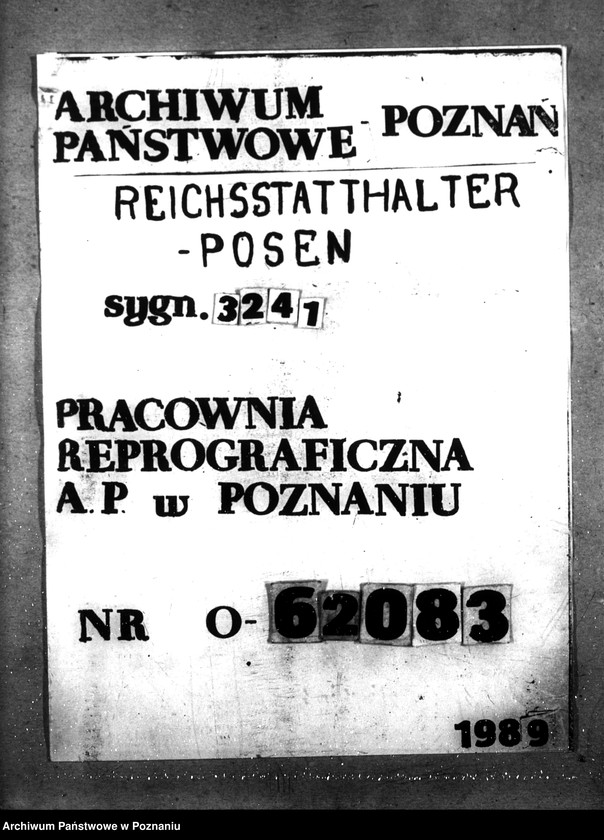 ARCHIWUM
PAŃSTWOWE - POZNAŃ
REICHSSTATTHALTER
-POSEN
sygn. 3241
PRACOWNIA
REPROGRAFICZNA
A.P. w POZNANIU
NR O-62083
1989
Archiwum Państwowe w Poznaniu